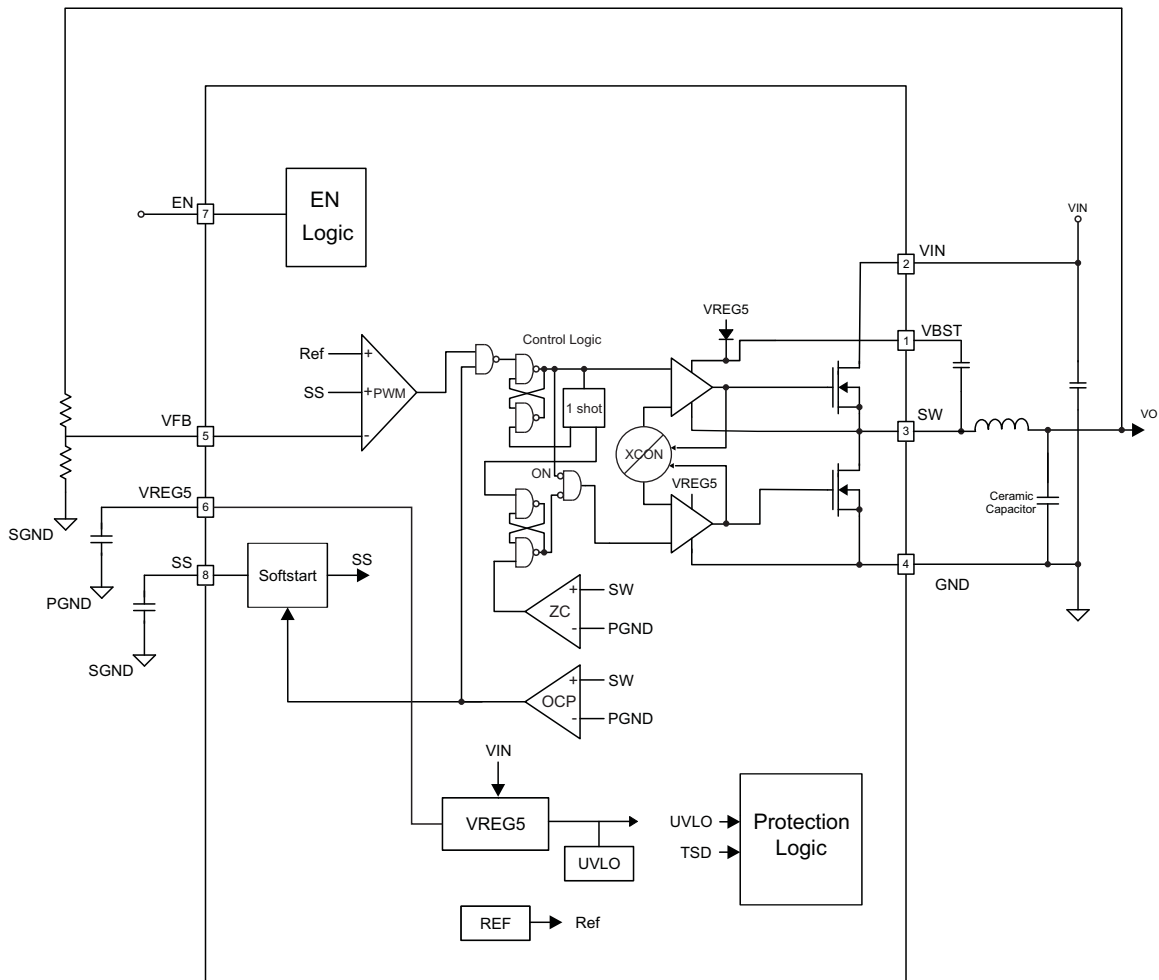 EN
7
EN
Logic
VIN
2
VIN
VREG5
1
VBST
Control Logic
Ref
+
SS
+
PWM
-
1 shot
SW
3
VO
VFB
5
XCON
ON
VREG5
VREG5
6
Ceramic
Capacitor
SGND
SS
8
Softstart
SS
4
GND
PGND
+
SW
ZC
-
PGND
SGND
+
SW
OCP
-
PGND
VIN
VREG5
UVLO
UVLO
TSD
Protection
Logic
REF
Ref